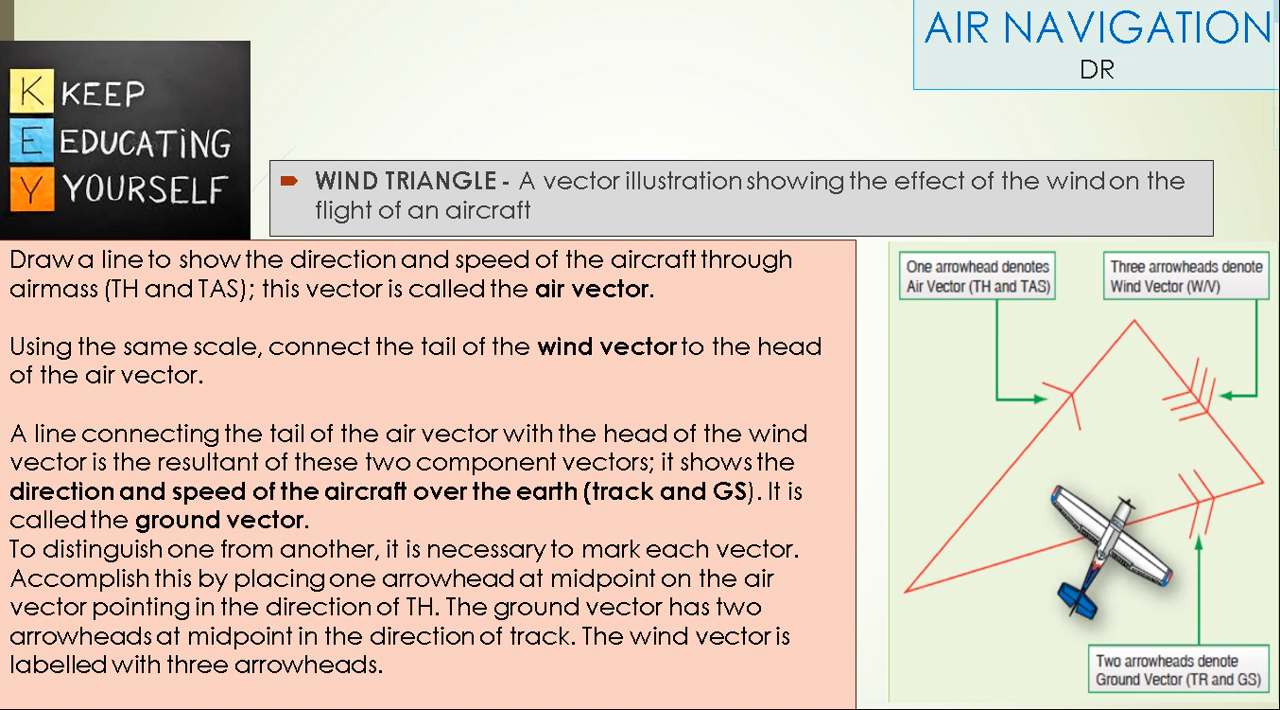 AIR NAVIGATION
DR
K KEEP
E EDUCATING
Y YOURSELF
WIND TRIANGLE - A vector illustration showing the effect of the wind on the
flight of an aircraft
Draw a line to show the direction and speed of the aircraft through
airmass (TH and TAS); this vector is called the air vector.
Using the same scale, connect the tail of the wind vector to the head
of the air vector.
A line connecting the tail of the air vector with the head of the wind
vector is the resultant of these two component vectors; it shows the
direction and speed of the aircraft over the earth (track and GS). It is
called the ground vector.
To distinguish one from another, it is necessary to mark each vector.
Accomplish this by placing one arrowhead at midpoint on the air
vector pointing in the direction of TH. The ground vector has two
arrowheads at midpoint in the direction of track. The wind vector is
labelled with three arrowheads.
One arrowhead denotes
Air Vector (TH and TAS)
Three arrowheads denote
Wind Vector (W/V)
Two arrowheads denote
Ground Vector (TR and GS)